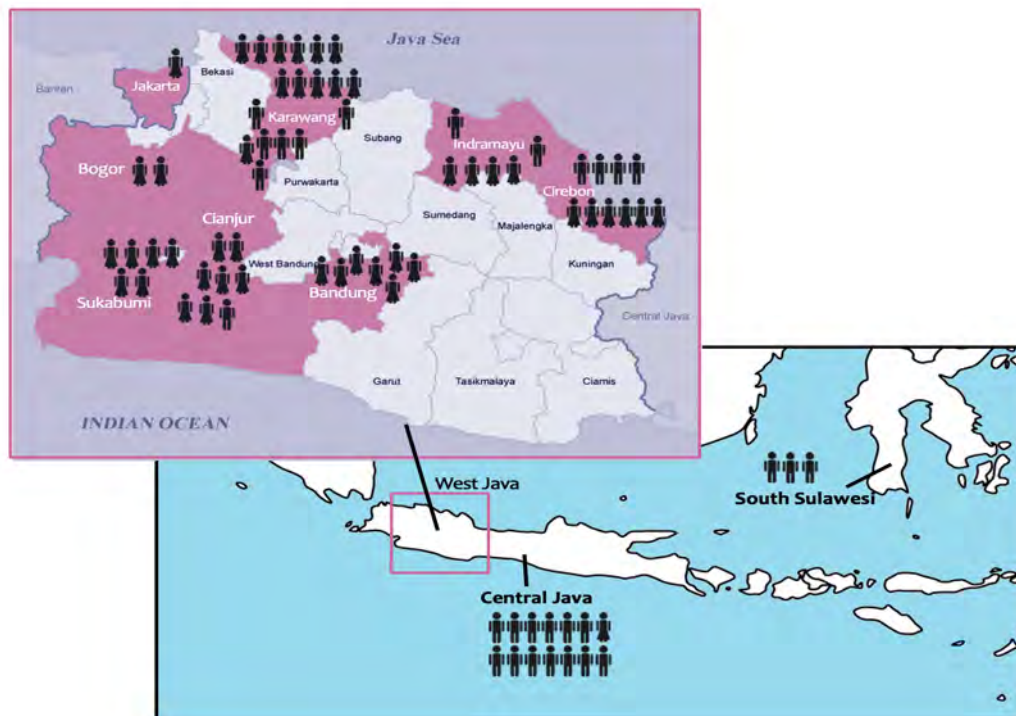 Java Sea
Bekasi
Jakarta
Banten
Karawang
Subang
Indramayu
Bogor
Purwakarta
Cirebon
Cianjur
Sumedang
Majalengka
West Bandung
Kuningan
Sukabumi
Bandung
Central Java
Garut
Tasikmalaya
Ciamis
INDIAN OCEAN
West Java
South Sulawesi
Central Java